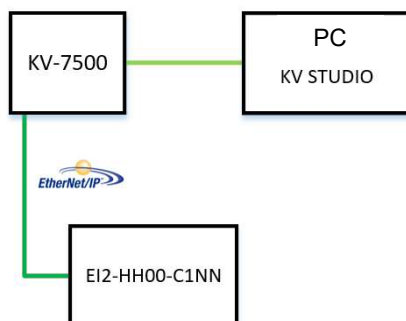 KV-7500
PC
KV STUDIO
EtherNet/IP
EI2-HH00-C1NN